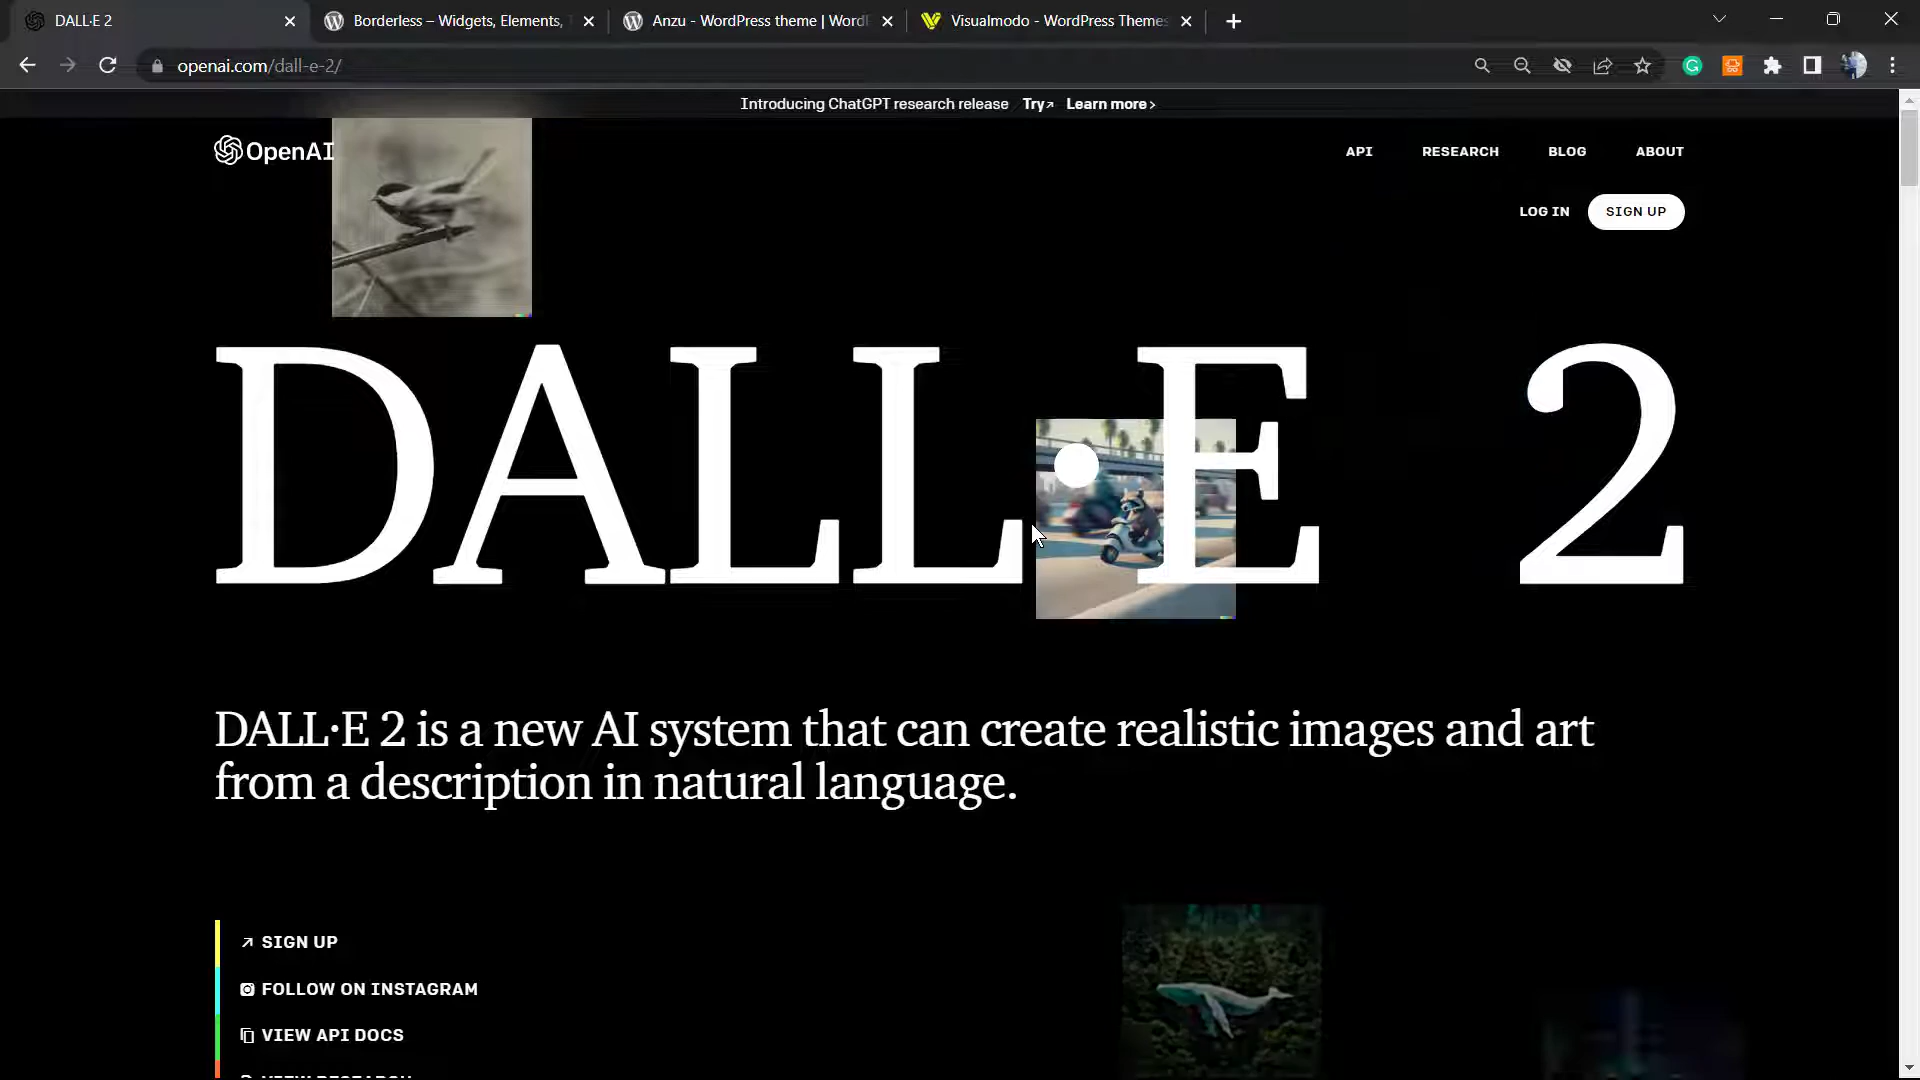 DALL·E 2
Borderless – Widgets, Elements,
Anzu - WordPress theme | Word
Visualmodo - WordPress Themes
openai.com/dall-e-2/
Introducing ChatGPT research release Try Learn more
OpenAI
API RESEARCH BLOG ABOUT
LOG IN SIGN UP
DALL·E 2
DALL·E 2 is a new AI system that can create realistic images and art
from a description in natural language.
SIGN UP
FOLLOW ON INSTAGRAM
VIEW API DOCS